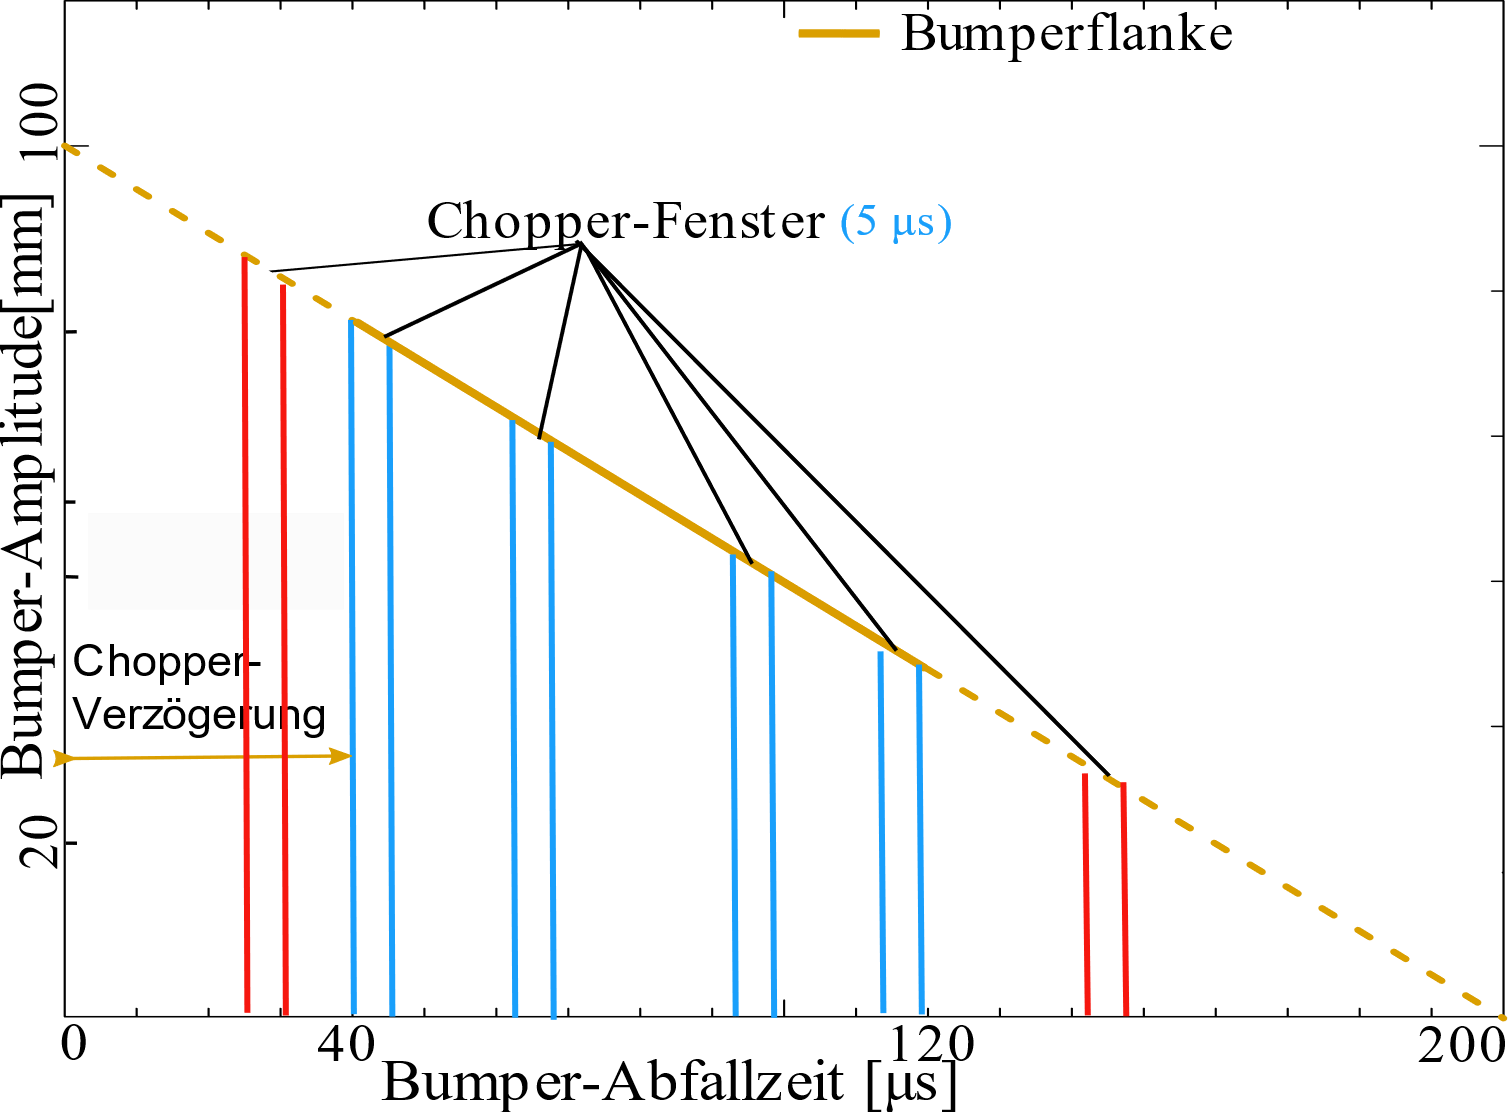 Bumperflanke
100
Chopper-Fenster (5 µs)
Bumper-Amplitude[mm]
Chopper-
Verzögerung
20
0 40 120 200
Bumper-Abfallzeit [µs]